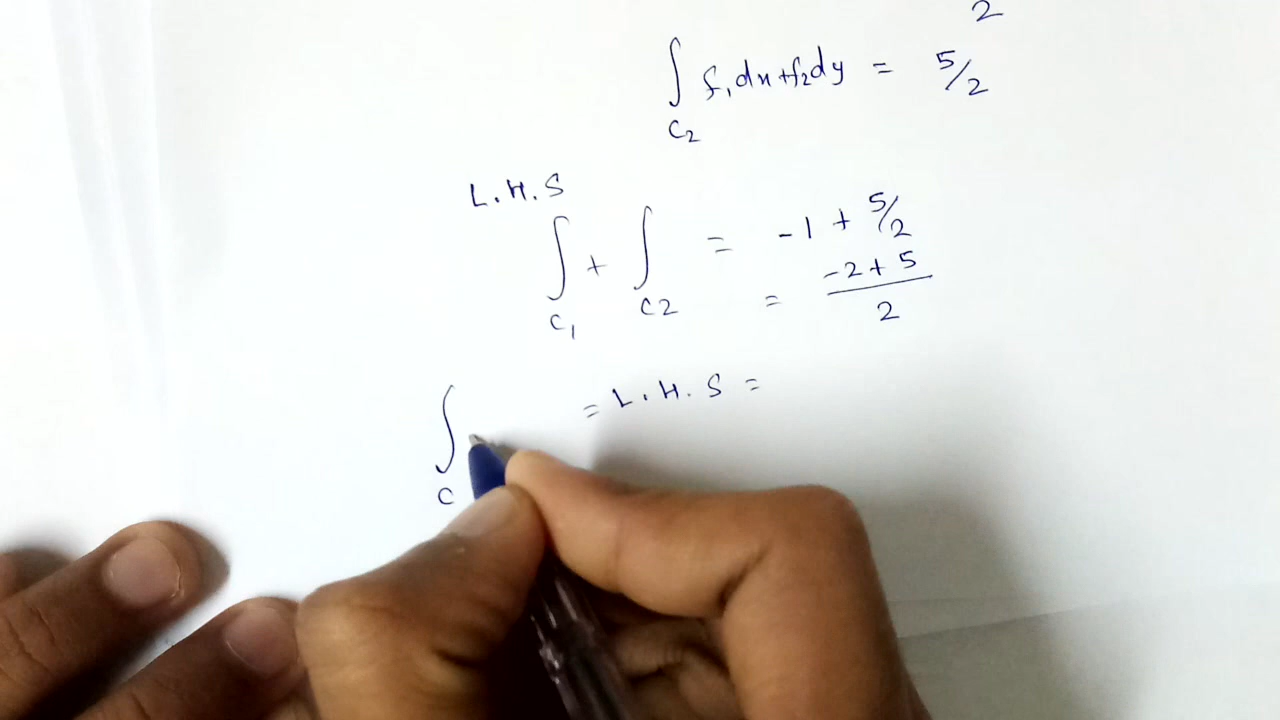 2
∫ f₁dx+f₂dy = 5/2
C₂
L.H.S
∫ + ∫ = -1 + 5/2
C₁ C2
= -2+5
2
∫ = L.H.S =
C